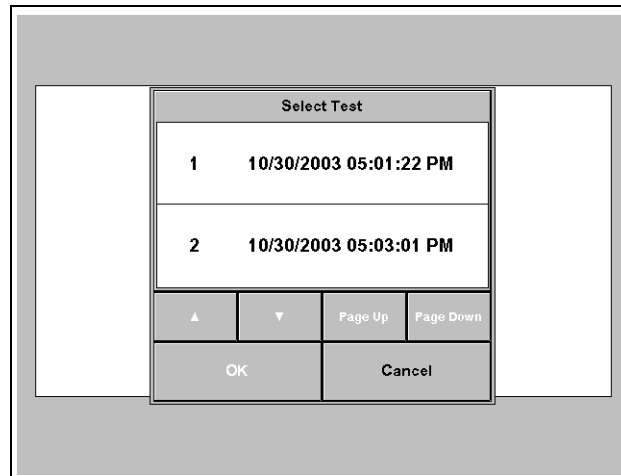 Select Test
1 10/30/2003 05:01:22 PM
2 10/30/2003 05:03:01 PM
▲ ▼ Page Up Page Down
OK Cancel